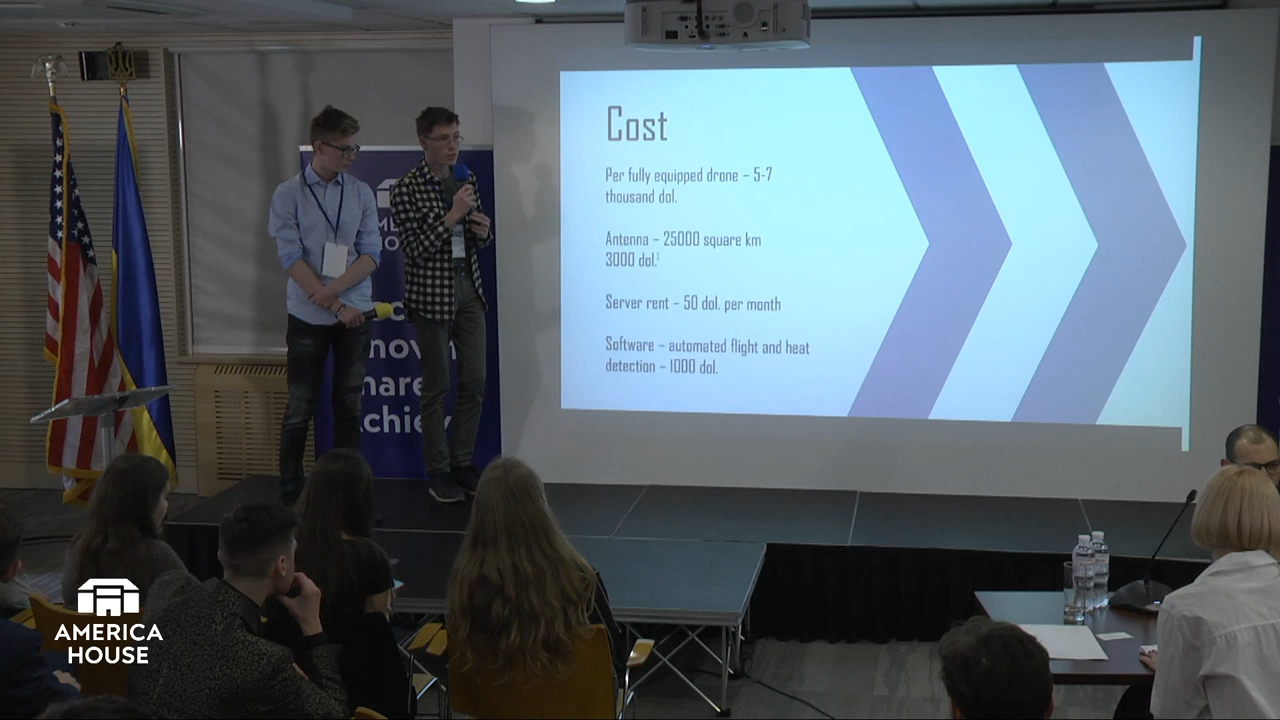 Cost
Per fully equipped drone – 5-7
thousand dol.
Antenna – 25000 square km
3000 dol.¹
Server rent – 50 dol. per month
Software – automated flight and heat
detection – 1000 dol.
AMERICA
HOUSE